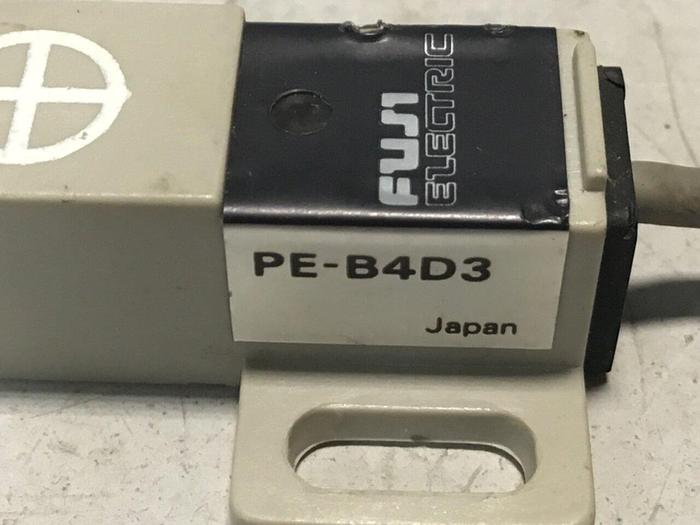 FUJI
ELECTRIC
PE-B4D3
Japan